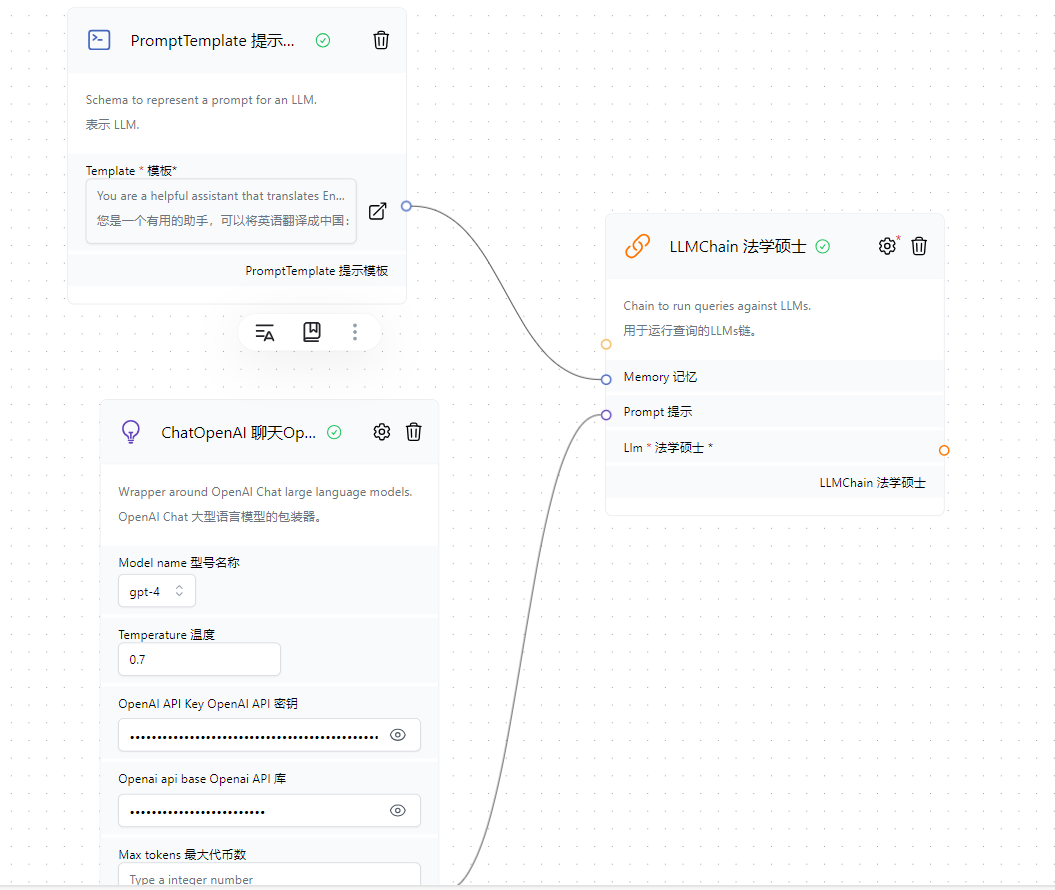 PromptTemplate 提示...
Schema to represent a prompt for an LLM.
表示 LLM.
Template * 模板*
You are a helpful assistant that translates En...
您是一个有用的助手，可以将英语翻译成中国：
PromptTemplate 提示模板
LLMChain 法学硕士
Chain to run queries against LLMs.
用于运行查询的LLMs链。
Memory 记忆
Prompt 提示
Llm * 法学硕士 *
LLMChain 法学硕士
ChatOpenAI 聊天Op...
Wrapper around OpenAI Chat large language models.
OpenAI Chat 大型语言模型的包装器。
Model name 型号名称
gpt-4
Temperature 温度
0.7
OpenAI API Key OpenAI API 密钥
Openai api base Openai API 库
Max tokens 最大代币数
Type a integer number